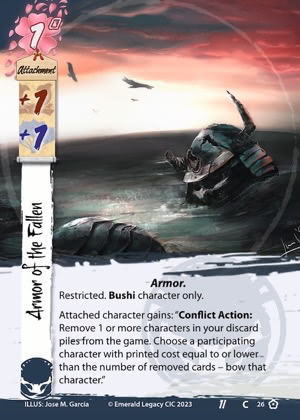 1
Attachment
+1
+1
Armor of the Fallen
Armor.
Restricted. Bushi character only.
Attached character gains: “Conflict Action:
Remove 1 or more characters in your discard
piles from the game. Choose a participating
character with printed cost equal to or lower
than the number of removed cards – bow that
character.”
ILLUS: Jose M. García © Emerald Legacy CIC 2023 C 26